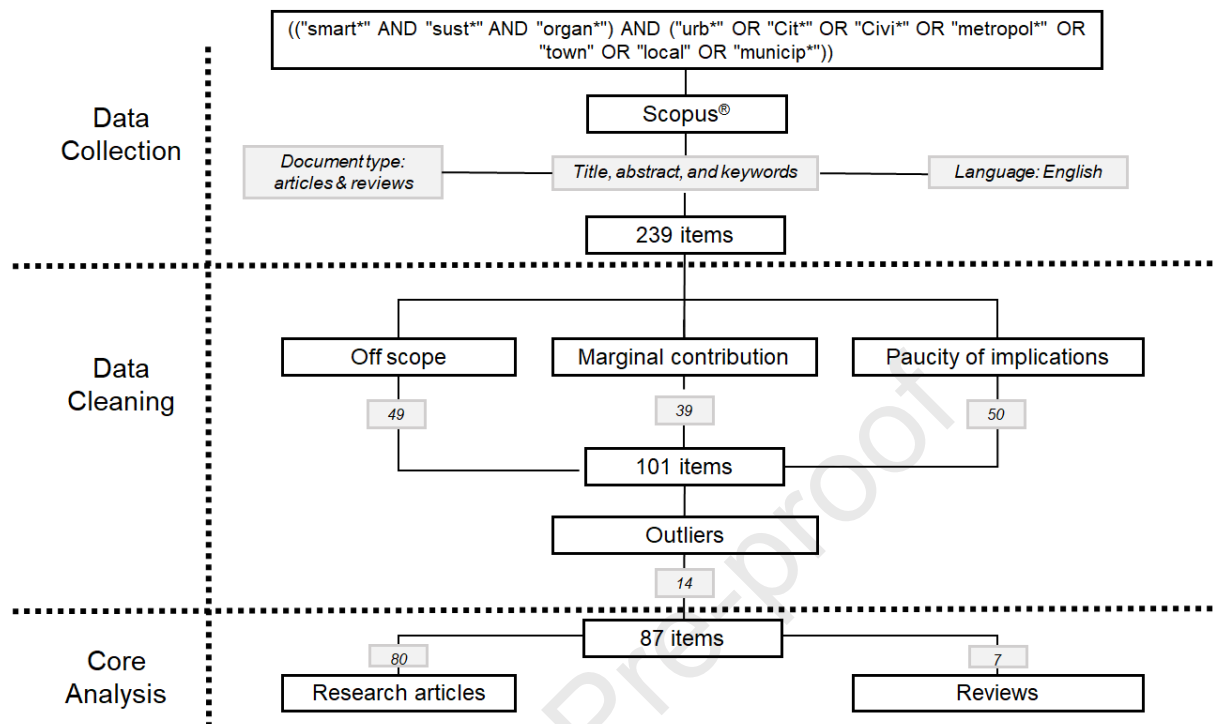 (("smart*" AND "sust*" AND "organ*") AND ("urb*" OR "Cit*" OR "Civi*" OR "metropol*" OR
"town" OR "local" OR "municip*"))
Data
Collection
Scopus®
Document type:
articles & reviews
Title, abstract, and keywords
Language: English
239 items
Data
Cleaning
Off scope
Marginal contribution
Paucity of implications
49
39
50
101 items
Outliers
14
Core
Analysis
87 items
80
7
Research articles
Reviews
Pre-proof